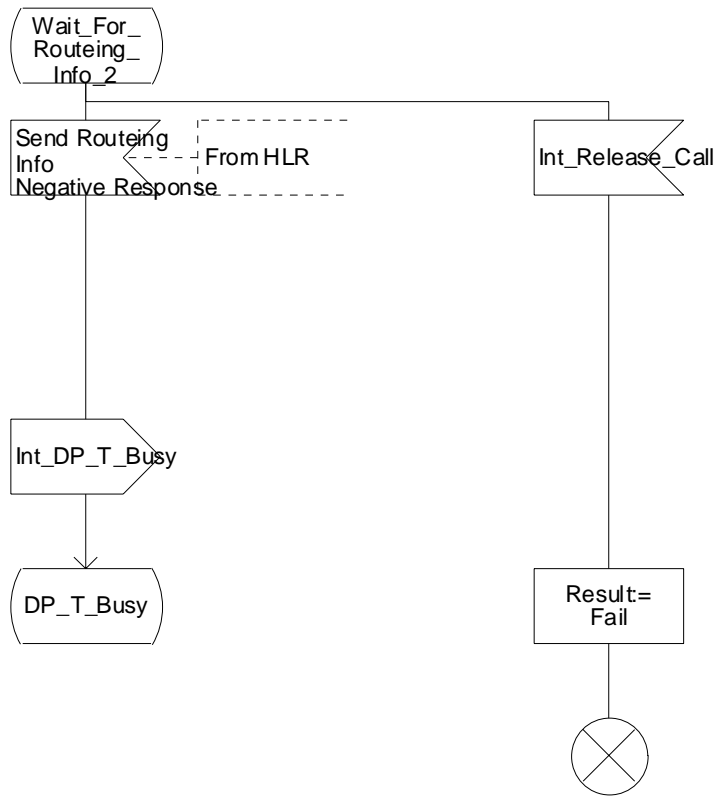 Wait_For_
Routeing_
Info_2
Send Routeing
Info
Negative Response
From HLR
Int_Release_Call
Int_DP_T_Busy
DP_T_Busy
Result:=
Fail